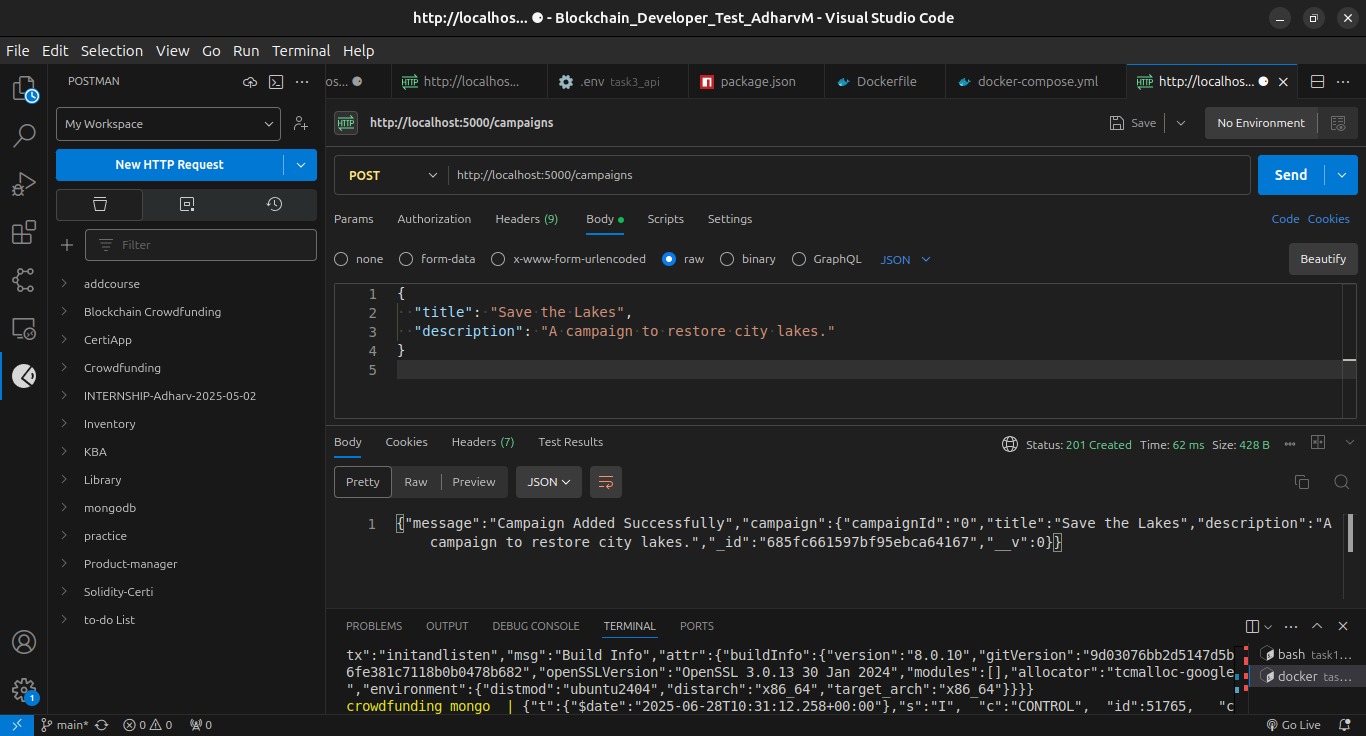 http://localhos... ● - Blockchain_Developer_Test_AdharvM - Visual Studio Code
File Edit Selection View Go Run Terminal Help
POSTMAN
os... ●
http://localhos...
.env task3_api
package.json
Dockerfile
docker-compose.yml
http://localhos... ●
My Workspace
HTTP http://localhost:5000/campaigns
Save
No Environment
New HTTP Request
POST
http://localhost:5000/campaigns
Send
Params Authorization Headers (9) Body Scripts Settings
Code Cookies
Filter
none form-data x-www-form-urlencoded raw binary GraphQL JSON
Beautify
addcourse
Blockchain Crowdfunding
CertiApp
Crowdfunding
INTERNSHIP-Adharv-2025-05-02
Inventory
KBA
Library
mongodb
practice
Product-manager
Solidity-Certi
to-do List
1 {
2 "title": "Save the Lakes",
3 "description": "A campaign to restore city lakes."
4 }
5
Body Cookies Headers (7) Test Results
Status: 201 Created Time: 62 ms Size: 428 B
Pretty Raw Preview JSON
1 {"message":"Campaign Added Successfully","campaign":{"campaignId":"0","title":"Save the Lakes","description":"A
campaign to restore city lakes.","_id":"685fc661597bf95ebca64167","__v":0}}
PROBLEMS OUTPUT DEBUG CONSOLE TERMINAL PORTS
tx":"initandlisten","msg":"Build Info","attr":{"buildInfo":{"version":"8.0.10","gitVersion":"9d03076bb2d5147d5b
6fe381c7118b0b0478b682","openSSLVersion":"OpenSSL 3.0.13 30 Jan 2024","modules":[],"allocator":"tcmalloc-google
","environment":{"distmod":"ubuntu2404","distarch":"x86_64","target_arch":"x86_64"}}}}
crowdfunding mongo | {"t":{"$date":"2025-06-28T10:31:12.258+00:00"},"s":"I", "c":"CONTROL", "id":51765, "c
bash task1...
docker tas...
main* 0 0 0
Go Live